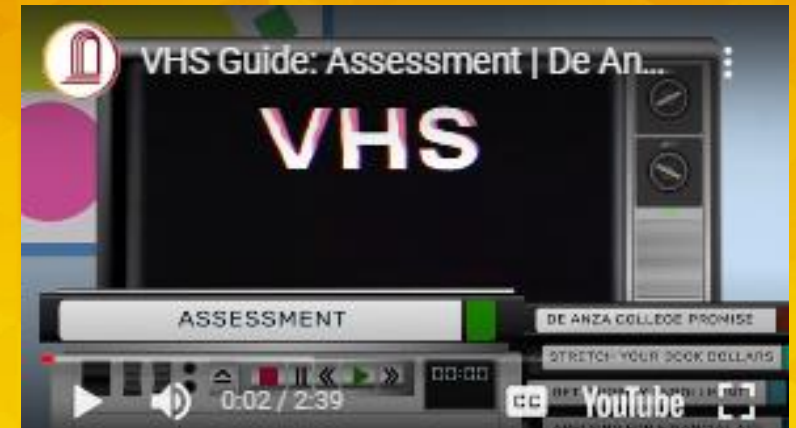 VHS Guide: Assessment | De An...
VHS
ASSESSMENT
DE ANZA COLLEGE PROMISE
STRETCH YOUR BOOK DOLLARS
00:00
0:02 / 2:39
CC
YouTube